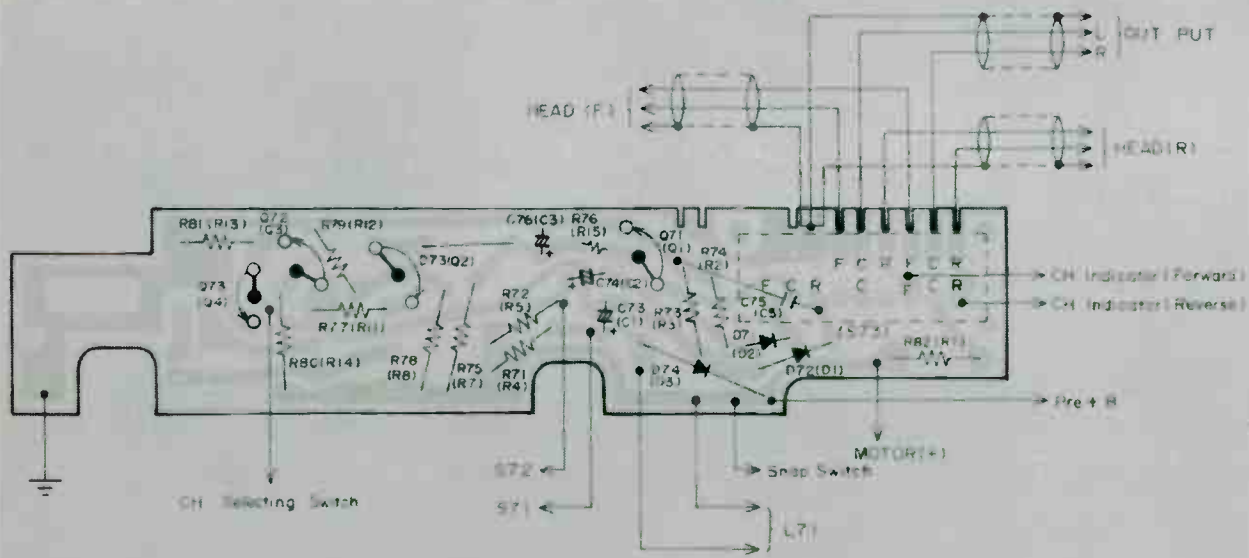 L
OUT PUT
R
HEAD (F)
HEAD(R)
R81(R13)
Q72
(Q3)
R79(R12)
D73(Q2)
C76(C3)
R76
(R15)
Q71
(Q1)
R74
(R2)
F C R F C R
C F C R
CH Indicator (Forward)
CH Indicator (Reverse)
Q73
(Q4)
R77(R11)
R80(R14)
R78
(R8)
R75
(R7)
R72
(R5)
R71
(R4)
C74(C2)
C73
(C1)
R73
(R3)
F C R
C75
(C5)
(S73)
D7
(D2)
D72(D1)
D74
(D3)
R82(R1)
Pre + B
MOTOR(+)
Snap Switch
S72
S71
L71
CH Selecting Switch